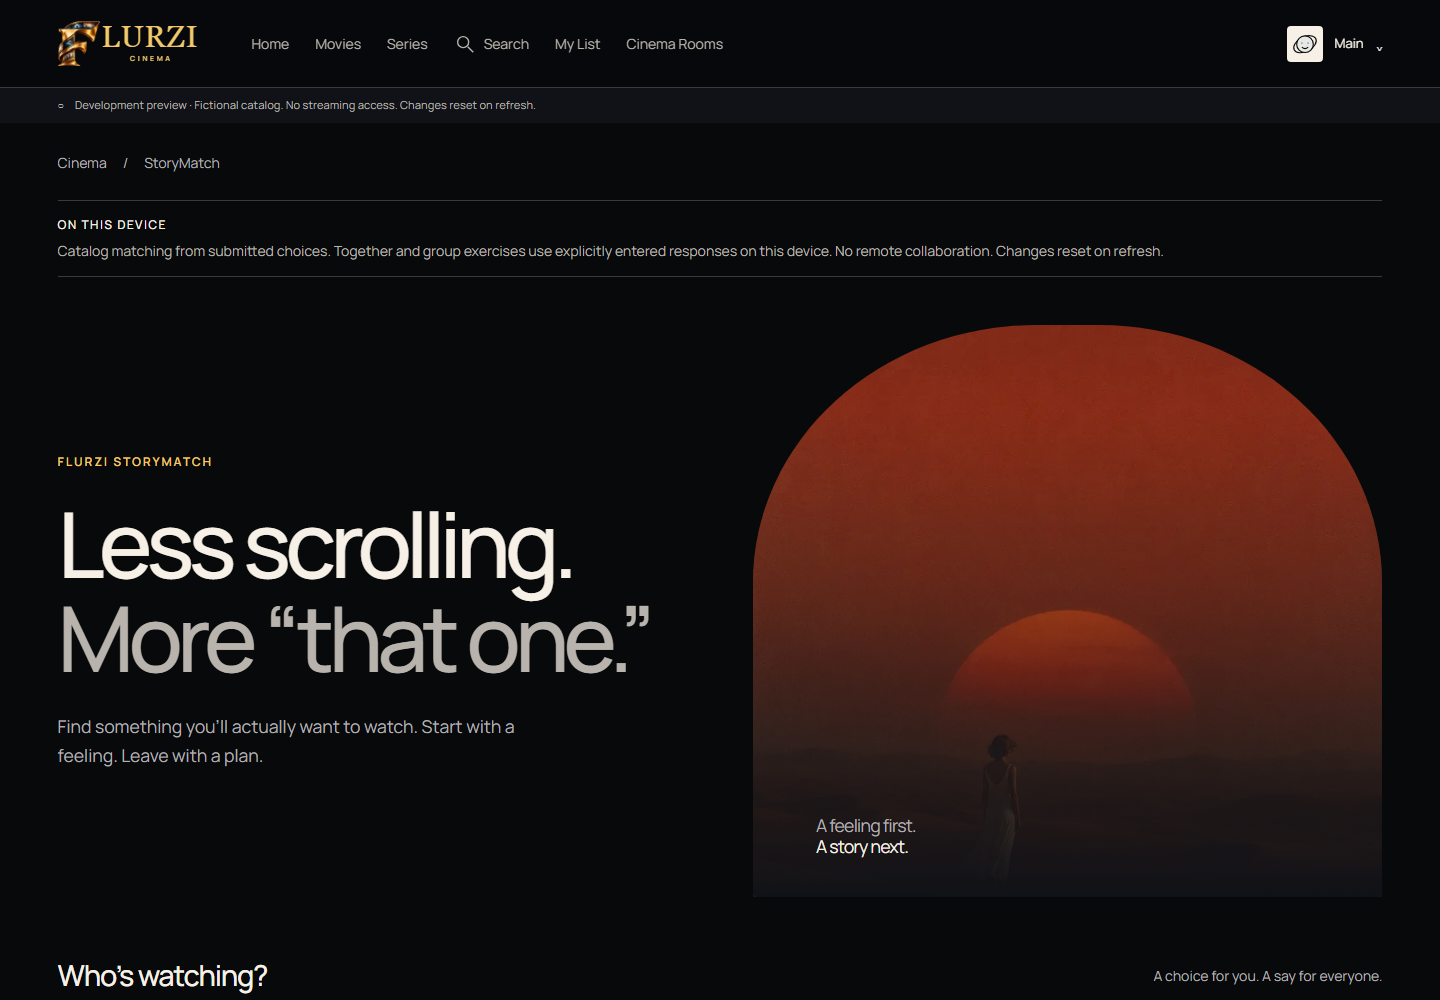 FLURZI
CINEMA
Home
Movies
Series
Search
My List
Cinema Rooms
Main
Development preview · Fictional catalog. No streaming access. Changes reset on refresh.
Cinema / StoryMatch
ON THIS DEVICE
Catalog matching from submitted choices. Together and group exercises use explicitly entered responses on this device. No remote collaboration. Changes reset on refresh.
FLURZI STORYMATCH
Less scrolling.
More “that one.”
Find something you’ll actually want to watch. Start with a
feeling. Leave with a plan.
A feeling first.
A story next.
Who’s watching?
A choice for you. A say for everyone.